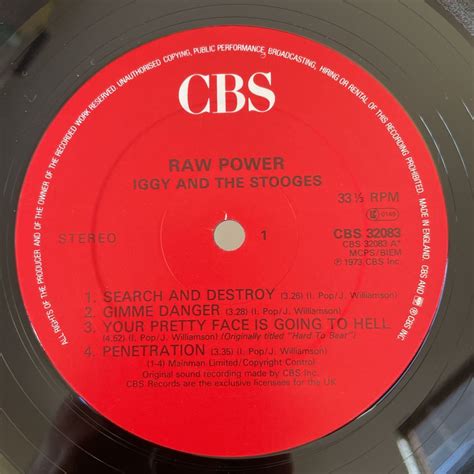 ALL RIGHTS OF THE PRODUCER AND OF THE OWNER OF THE RECORDED WORK RESERVED. UNAUTHORISED COPYING, PUBLIC PERFORMANCE, BROADCASTING, HIRING OR RENTAL OF THIS RECORDING PROHIBITED. MADE IN ENGLAND.
CBS
RAW POWER
IGGY AND THE STOOGES
33⅓ RPM
STEREO
1
CBS 32083
CBS 32083 A
MCPS/BIEM
℗ 1973 CBS Inc.
1. SEARCH AND DESTROY (3.26) (I. Pop/J. Williamson)
2. GIMME DANGER (3.28) (I. Pop/J. Williamson)
3. YOUR PRETTY FACE IS GOING TO HELL
(4.52) (I. Pop/J. Williamson) (Originally titled "Hard To Beat")
4. PENETRATION (3.35) (I. Pop/J. Williamson)
(1-4) Mainman Limited/Copyright Control
Original sound recording made by CBS Inc.
CBS Records are the exclusive licensees for the UK